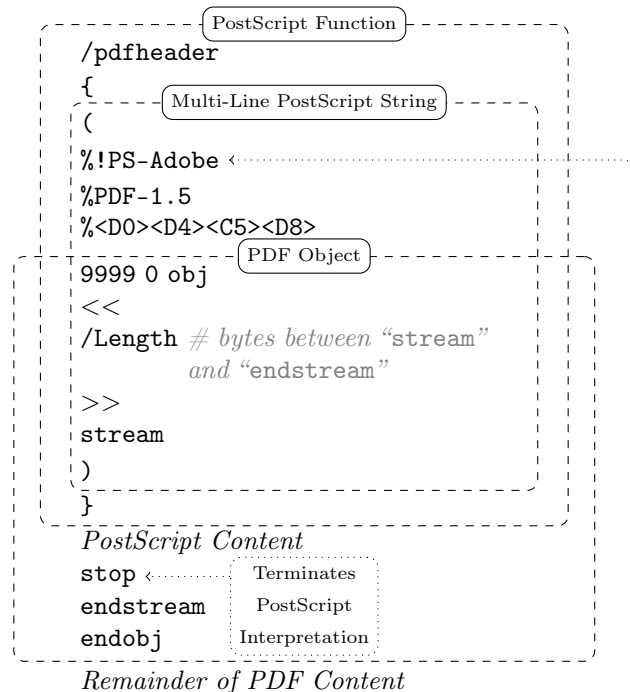 PostScript Function
/pdfheader
{
Multi-Line PostScript String
(
%!PS-Adobe
%PDF-1.5
%<D0><D4><C5><D8>
PDF Object
9999 0 obj
<<
/Length # bytes between “stream”
and “endstream”
>>
stream
)
}
PostScript Content
stop Terminates
endstream PostScript
endobj Interpretation
Remainder of PDF Content